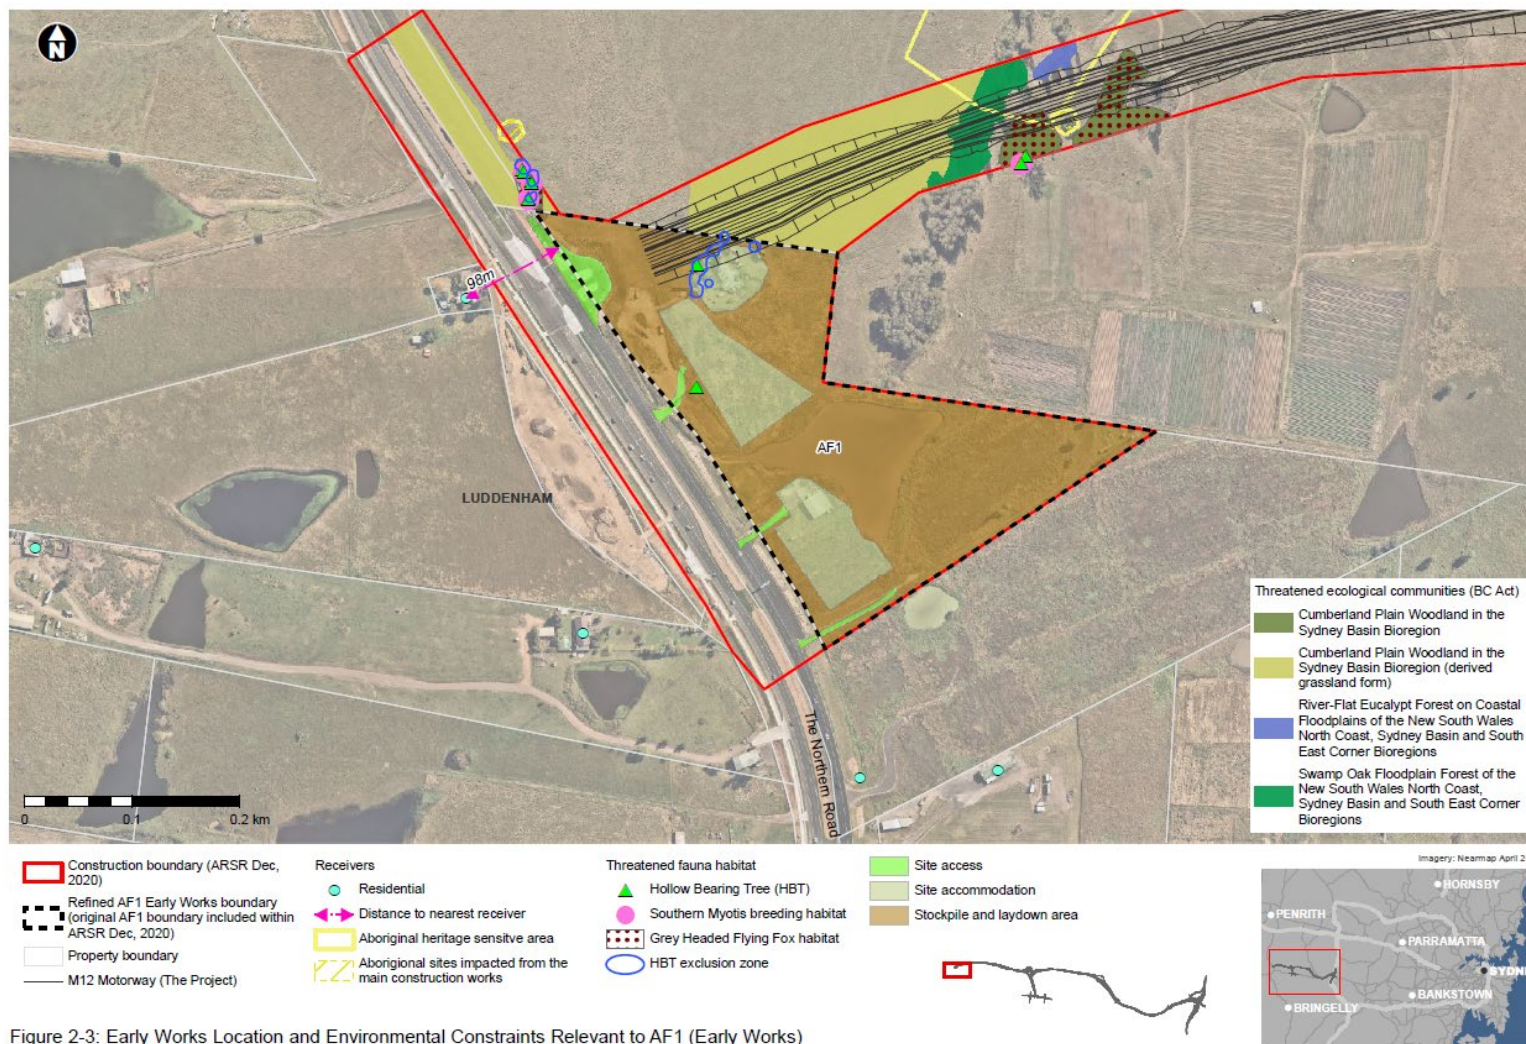 N
98m
LUDDENHAM
AF1
The Northern Road
0
0.1
0.2 km
Threatened ecological communities (BC Act)
Cumberland Plain Woodland in the
Sydney Basin Bioregion
Cumberland Plain Woodland in the
Sydney Basin Bioregion (derived
grassland form)
River-Flat Eucalypt Forest on Coastal
Floodplains of the New South Wales
North Coast, Sydney Basin and South
East Corner Bioregions
Swamp Oak Floodplain Forest of the
New South Wales North Coast,
Sydney Basin and South East Corner
Bioregions
Construction boundary (ARSR Dec,
2020)
Refined AF1 Early Works boundary
(original AF1 boundary included within
ARSR Dec, 2020)
Property boundary
M12 Motorway (The Project)
Receivers
Residential
Distance to nearest receiver
Aboriginal heritage sensitve area
Aborigional sites impacted from the
main construction works
Threatened fauna habitat
Hollow Bearing Tree (HBT)
Southern Myotis breeding habitat
Grey Headed Flying Fox habitat
HBT exclusion zone
Site access
Site accommodation
Stockpile and laydown area
Imagery: Nearmap April 2
HORNSBY
PENRITH
PARRAMATTA
SYDNE
BANKSTOWN
BRINGELLY
Figure 2-3: Early Works Location and Environmental Constraints Relevant to AF1 (Early Works)